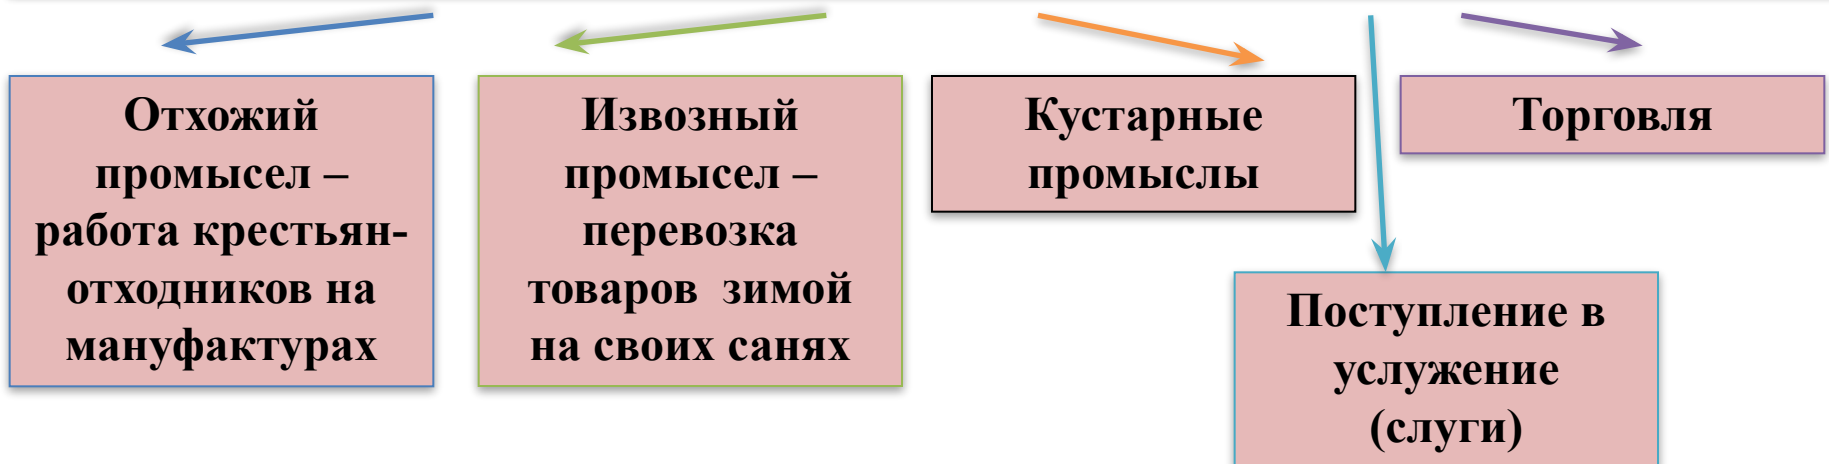 Отхожий
промысел –
работа крестьян-
отходников на
мануфактурах
Извозный
промысел –
перевозка
товаров зимой
на своих санях
Кустарные
промыслы
Торговля
Поступление в
услужение
(слуги)